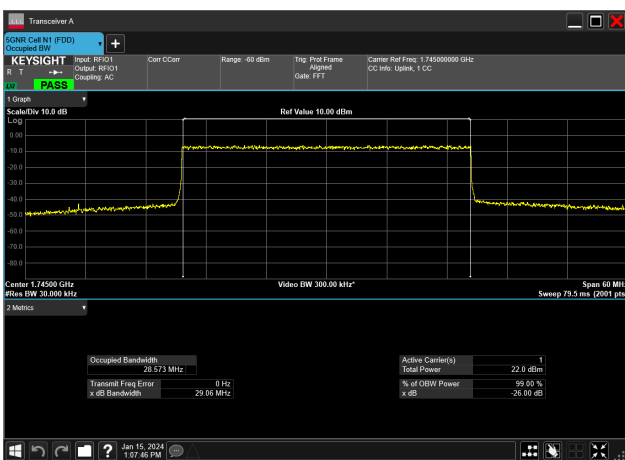 Transceiver A
5GNR Cell N1 (FDD)
Occupied BW
KEYSIGHT
R T
PASS
Input: RFIO1
Output: RFIO1
Coupling: AC
Corr CCorr
Range: -60 dBm
Trig: Prot Frame
Aligned
Gate: FFT
Carrier Ref Freq: 1.745000000 GHz
CC Info: Uplink, 1 CC
1 Graph
Scale/Div 10.0 dB
Ref Value 10.00 dBm
Log
0.00
-10.0
-20.0
-30.0
-40.0
-50.0
-60.0
-70.0
-80.0
Center 1.74500 GHz
Video BW 300.00 kHz*
Span 60 MH
#Res BW 30.000 kHz
Sweep 79.5 ms (2001 pts
2 Metrics
Occupied Bandwidth
28.573 MHz
Transmit Freq Error 0 Hz
x dB Bandwidth 29.06 MHz
Active Carrier(s) 1
Total Power 22.0 dBm
% of OBW Power 99.00 %
x dB -26.00 dB
Jan 15, 2024
1:07:46 PM